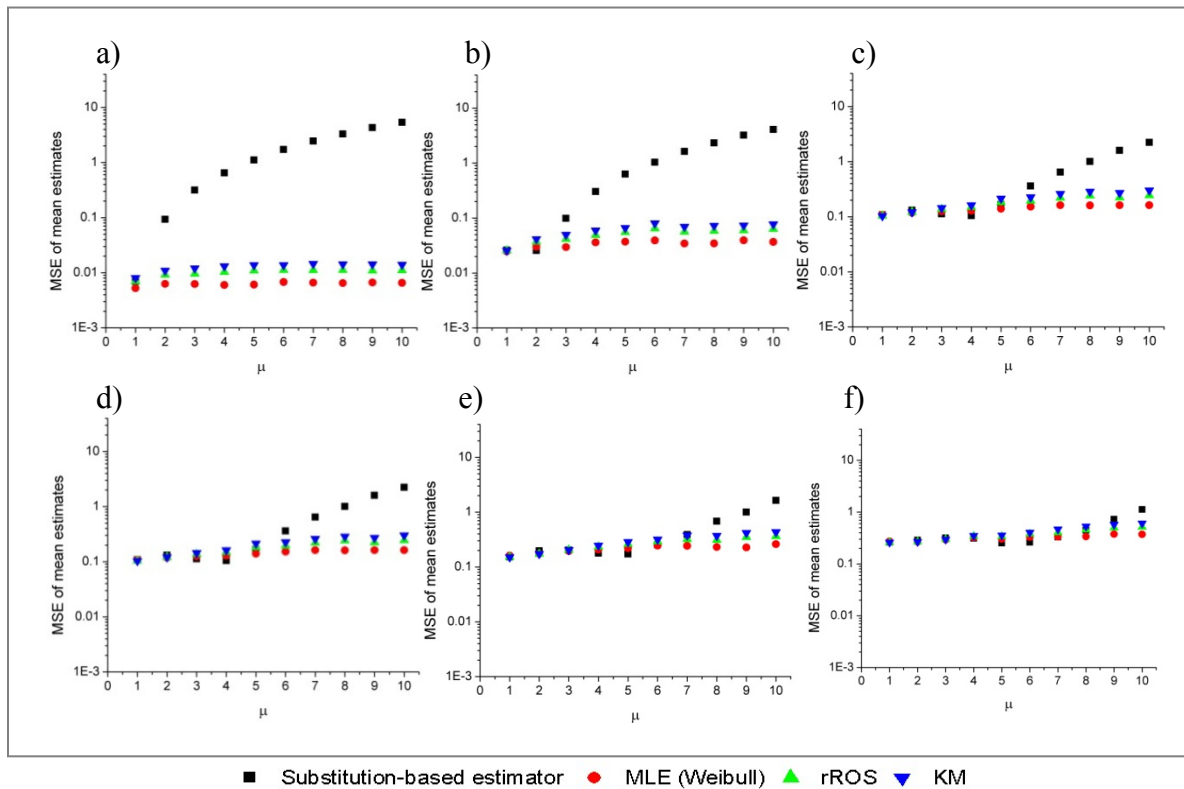 a)
MSE of mean estimates
10
1
0.1
0.01
1E-3
0 1 2 3 4 5 6 7 8 9 10
μ
b)
MSE of mean estimates
10
1
0.1
0.01
1E-3
0 1 2 3 4 5 6 7 8 9 10
μ
c)
MSE of mean estimates
10
1
0.1
0.01
1E-3
0 1 2 3 4 5 6 7 8 9 10
μ
d)
MSE of mean estimates
10
1
0.1
0.01
1E-3
0 1 2 3 4 5 6 7 8 9 10
μ
e)
MSE of mean estimates
10
1
0.1
0.01
1E-3
0 1 2 3 4 5 6 7 8 9 10
μ
f)
MSE of mean estimates
10
1
0.1
0.01
1E-3
0 1 2 3 4 5 6 7 8 9 10
μ
Substitution-based estimator MLE (Weibull) rROS KM